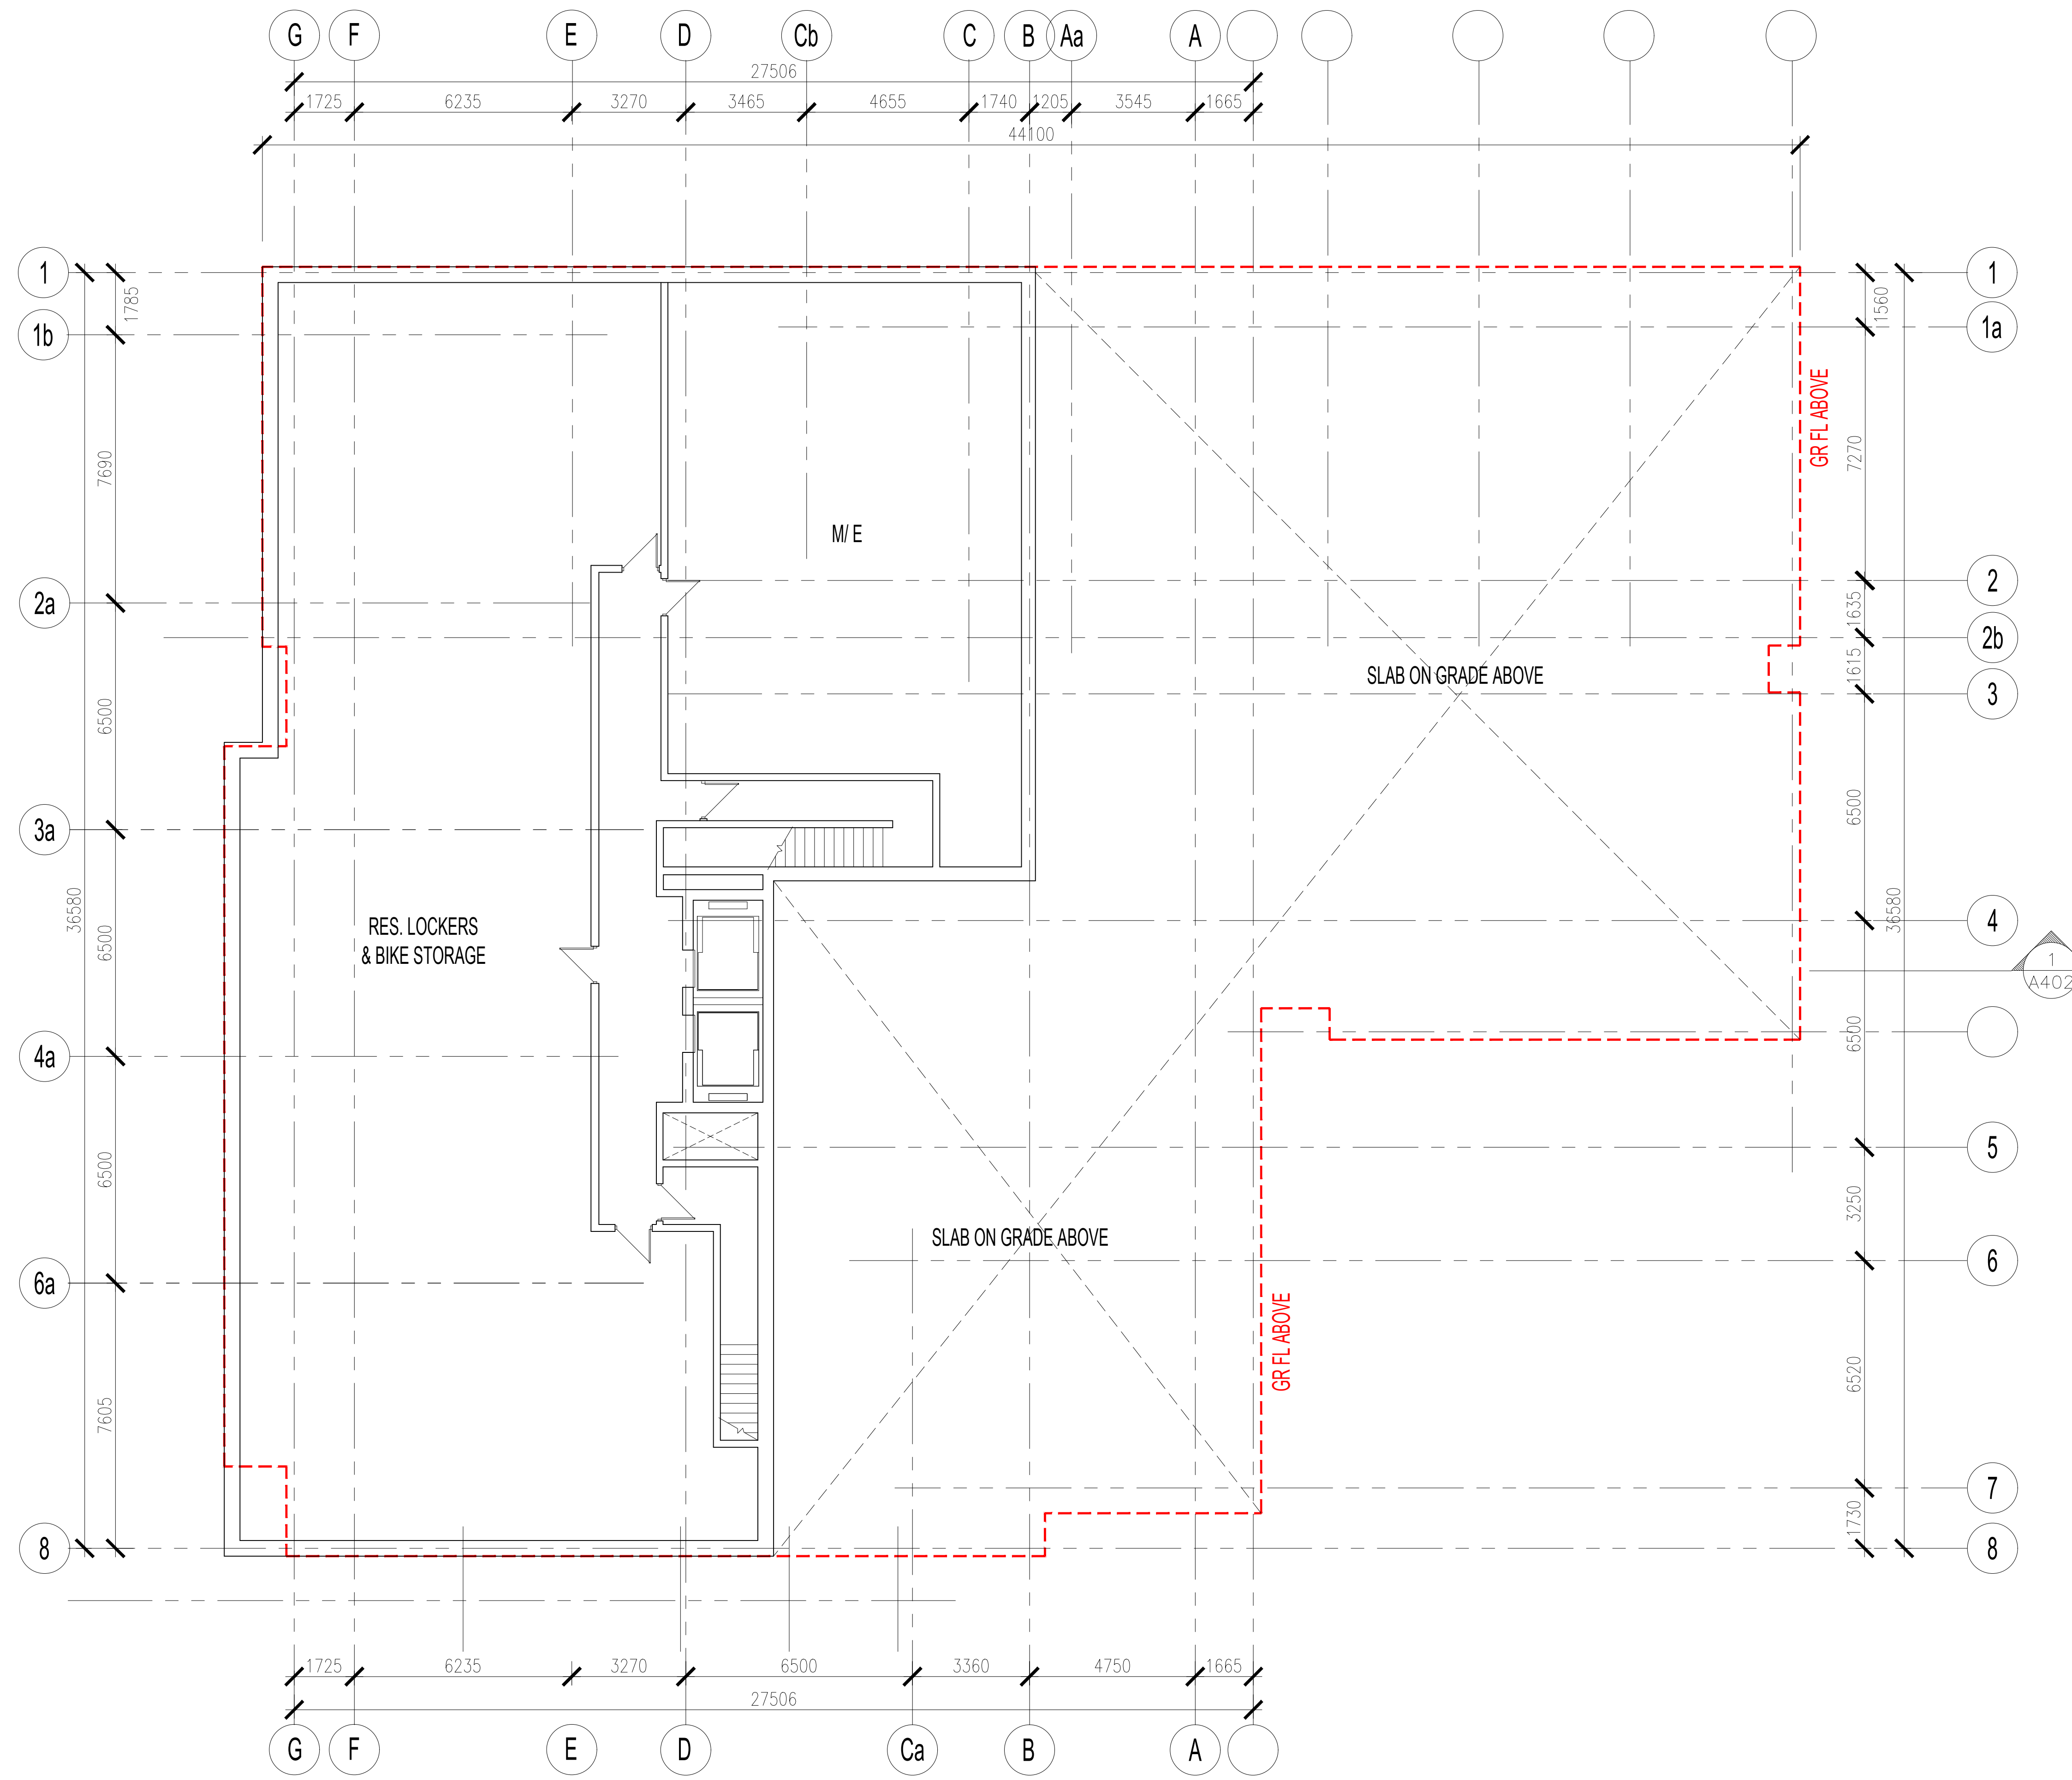 G F E D Cb C B Aa A
27506
1725 6235 3270 3465 4655 1740 1205 3545 1665
44100
1 1
1785 1560
1b 1a
GR FL ABOVE
7690 7270
M/ E
2a 2
1635
2b
1615
SLAB ON GRADE ABOVE
3
6500 6500
3a
36580 36580
RES. LOCKERS
& BIKE STORAGE
6500
4
1
A402
6500
4a
5
6500 3250
SLAB ON GRADE ABOVE
6a 6
GR FL ABOVE
7605 6520
7
1730
8 8
1725 6235 3270 6500 3360 4750 1665
27506
G F E D Ca B A